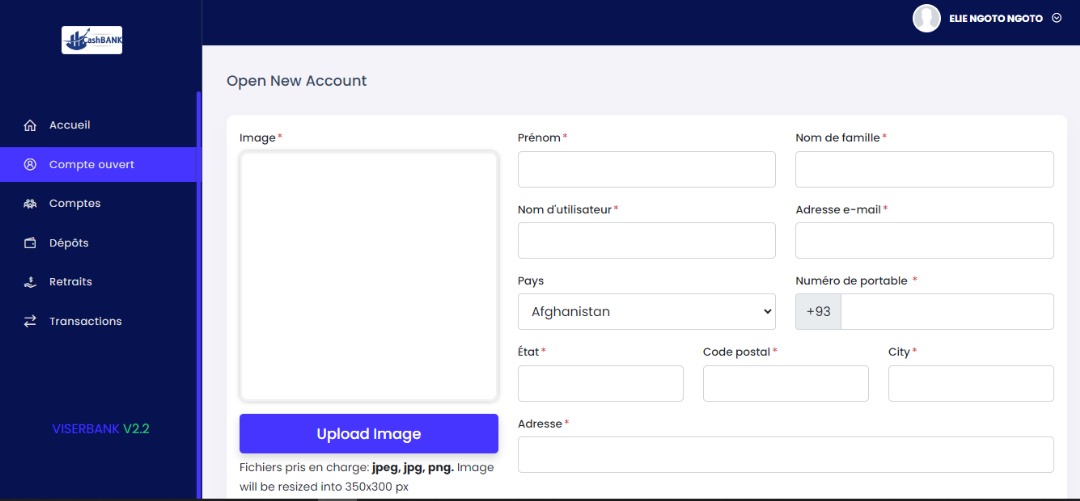 CashBANK
ELIE NGOTO NGOTO
Open New Account
Accueil
Compte ouvert
Comptes
Dépôts
Retraits
Transactions
VISERBANK V2.2
Image*
Prénom*
Nom de famille*
Nom d'utilisateur*
Adresse e-mail*
Pays
Numéro de portable *
Afghanistan
+93
État*
Code postal*
City*
Adresse*
Upload Image
Fichiers pris en charge: jpeg, jpg, png. Image
will be resized into 350x300 px